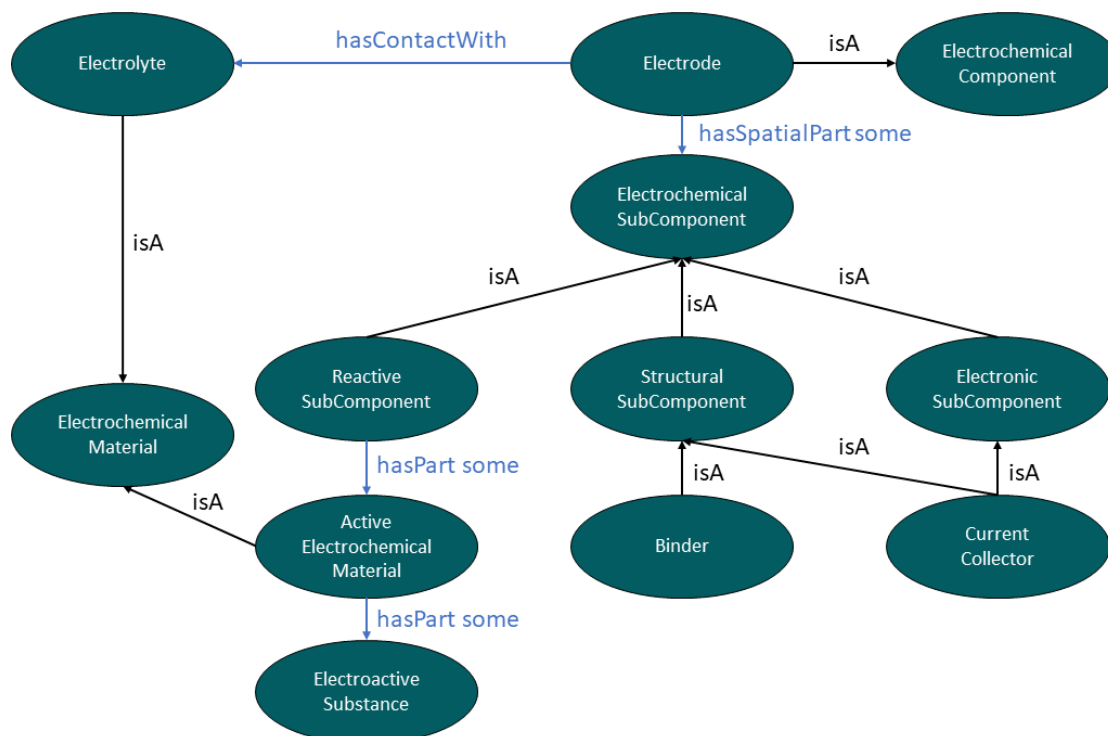 hasContactWith
isA
Electrolyte
Electrode
Electrochemical
Component
hasSpatialPart some
Electrochemical
SubComponent
isA
isA
isA
isA
Reactive
SubComponent
Structural
SubComponent
Electronic
SubComponent
Electrochemical
Material
isA
hasPart some
isA
isA
isA
Active
Electrochemical
Material
Binder
Current
Collector
hasPart some
Electroactive
Substance